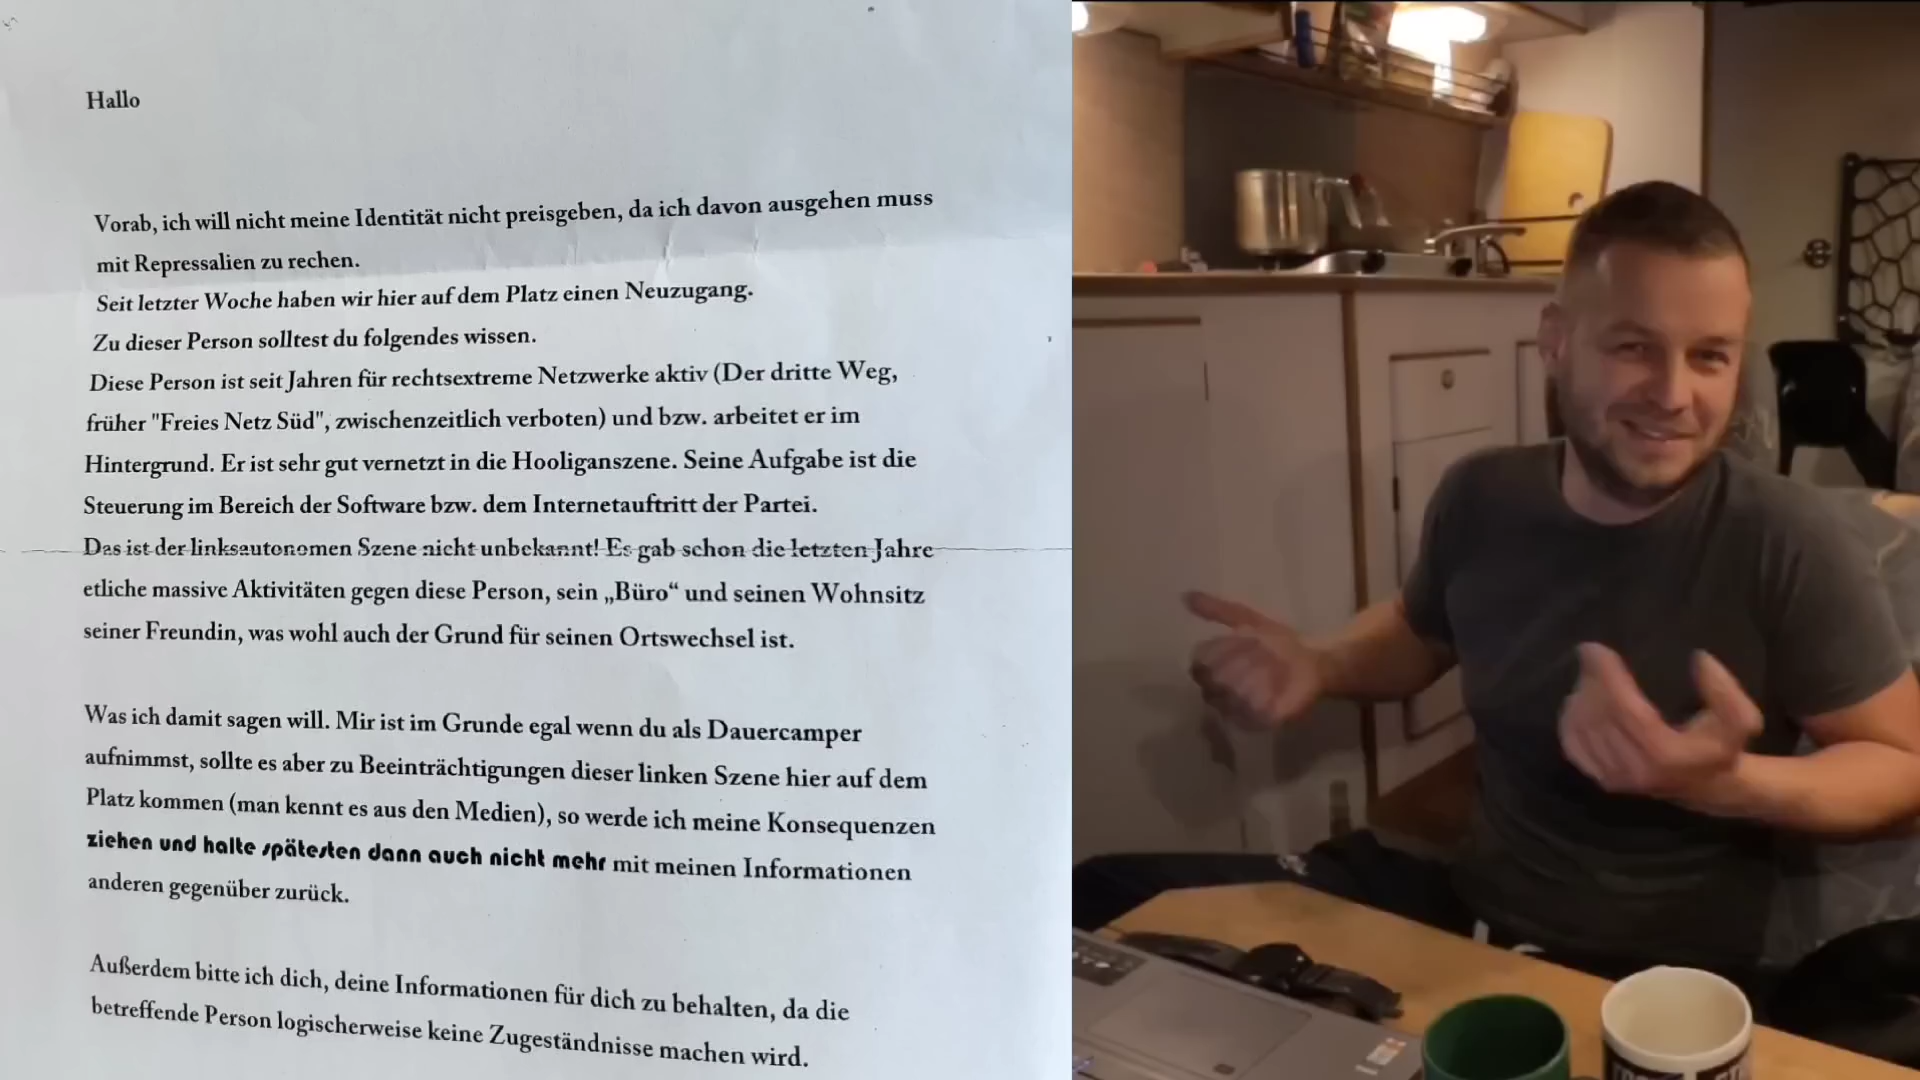 Hallo
Vorab, ich will nicht meine Identität nicht preisgeben, da ich davon ausgehen muss
mit Repressalien zu rechen.
Seit letzter Woche haben wir hier auf dem Platz einen Neuzugang.
Zu dieser Person solltest du folgendes wissen.
Diese Person ist seit Jahren für rechtsextreme Netzwerke aktiv (Der dritte Weg,
früher "Freies Netz Süd", zwischenzeitlich verboten) und bzw. arbeitet er im
Hintergrund. Er ist sehr gut vernetzt in die Hooliganszene. Seine Aufgabe ist die
Steuerung im Bereich der Software bzw. dem Internetauftritt der Partei.
Das ist der linksautonomen Szene nicht unbekannt! Es gab schon die letzten Jahre
etliche massive Aktivitäten gegen diese Person, sein „Büro“ und seinen Wohnsitz
seiner Freundin, was wohl auch der Grund für seinen Ortswechsel ist.
Was ich damit sagen will. Mir ist im Grunde egal wenn du als Dauercamper
aufnimmst, sollte es aber zu Beeinträchtigungen dieser linken Szene hier auf dem
Platz kommen (man kennt es aus den Medien), so werde ich meine Konsequenzen
ziehen und halte spätesten dann auch nicht mehr mit meinen Informationen
anderen gegenüber zurück.
Außerdem bitte ich dich, deine Informationen für dich zu behalten, da die
betreffende Person logischerweise keine Zugeständnisse machen wird.